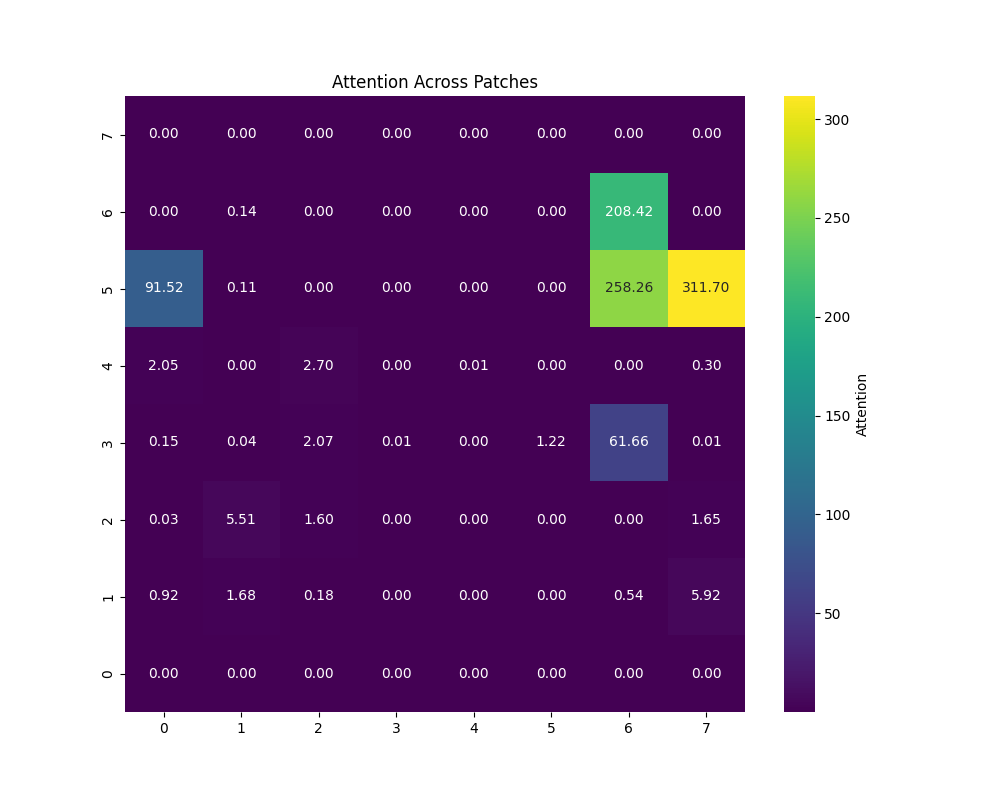 Attention Across Patches
7 0.00 0.00 0.00 0.00 0.00 0.00 0.00 0.00
6 0.00 0.14 0.00 0.00 0.00 0.00 208.42 0.00
5 91.52 0.11 0.00 0.00 0.00 0.00 258.26 311.70
4 2.05 0.00 2.70 0.00 0.01 0.00 0.00 0.30
3 0.15 0.04 2.07 0.01 0.00 1.22 61.66 0.01
2 0.03 5.51 1.60 0.00 0.00 0.00 0.00 1.65
1 0.92 1.68 0.18 0.00 0.00 0.00 0.54 5.92
0 0.00 0.00 0.00 0.00 0.00 0.00 0.00 0.00
0 1 2 3 4 5 6 7
300
250
200
150
100
50
Attention